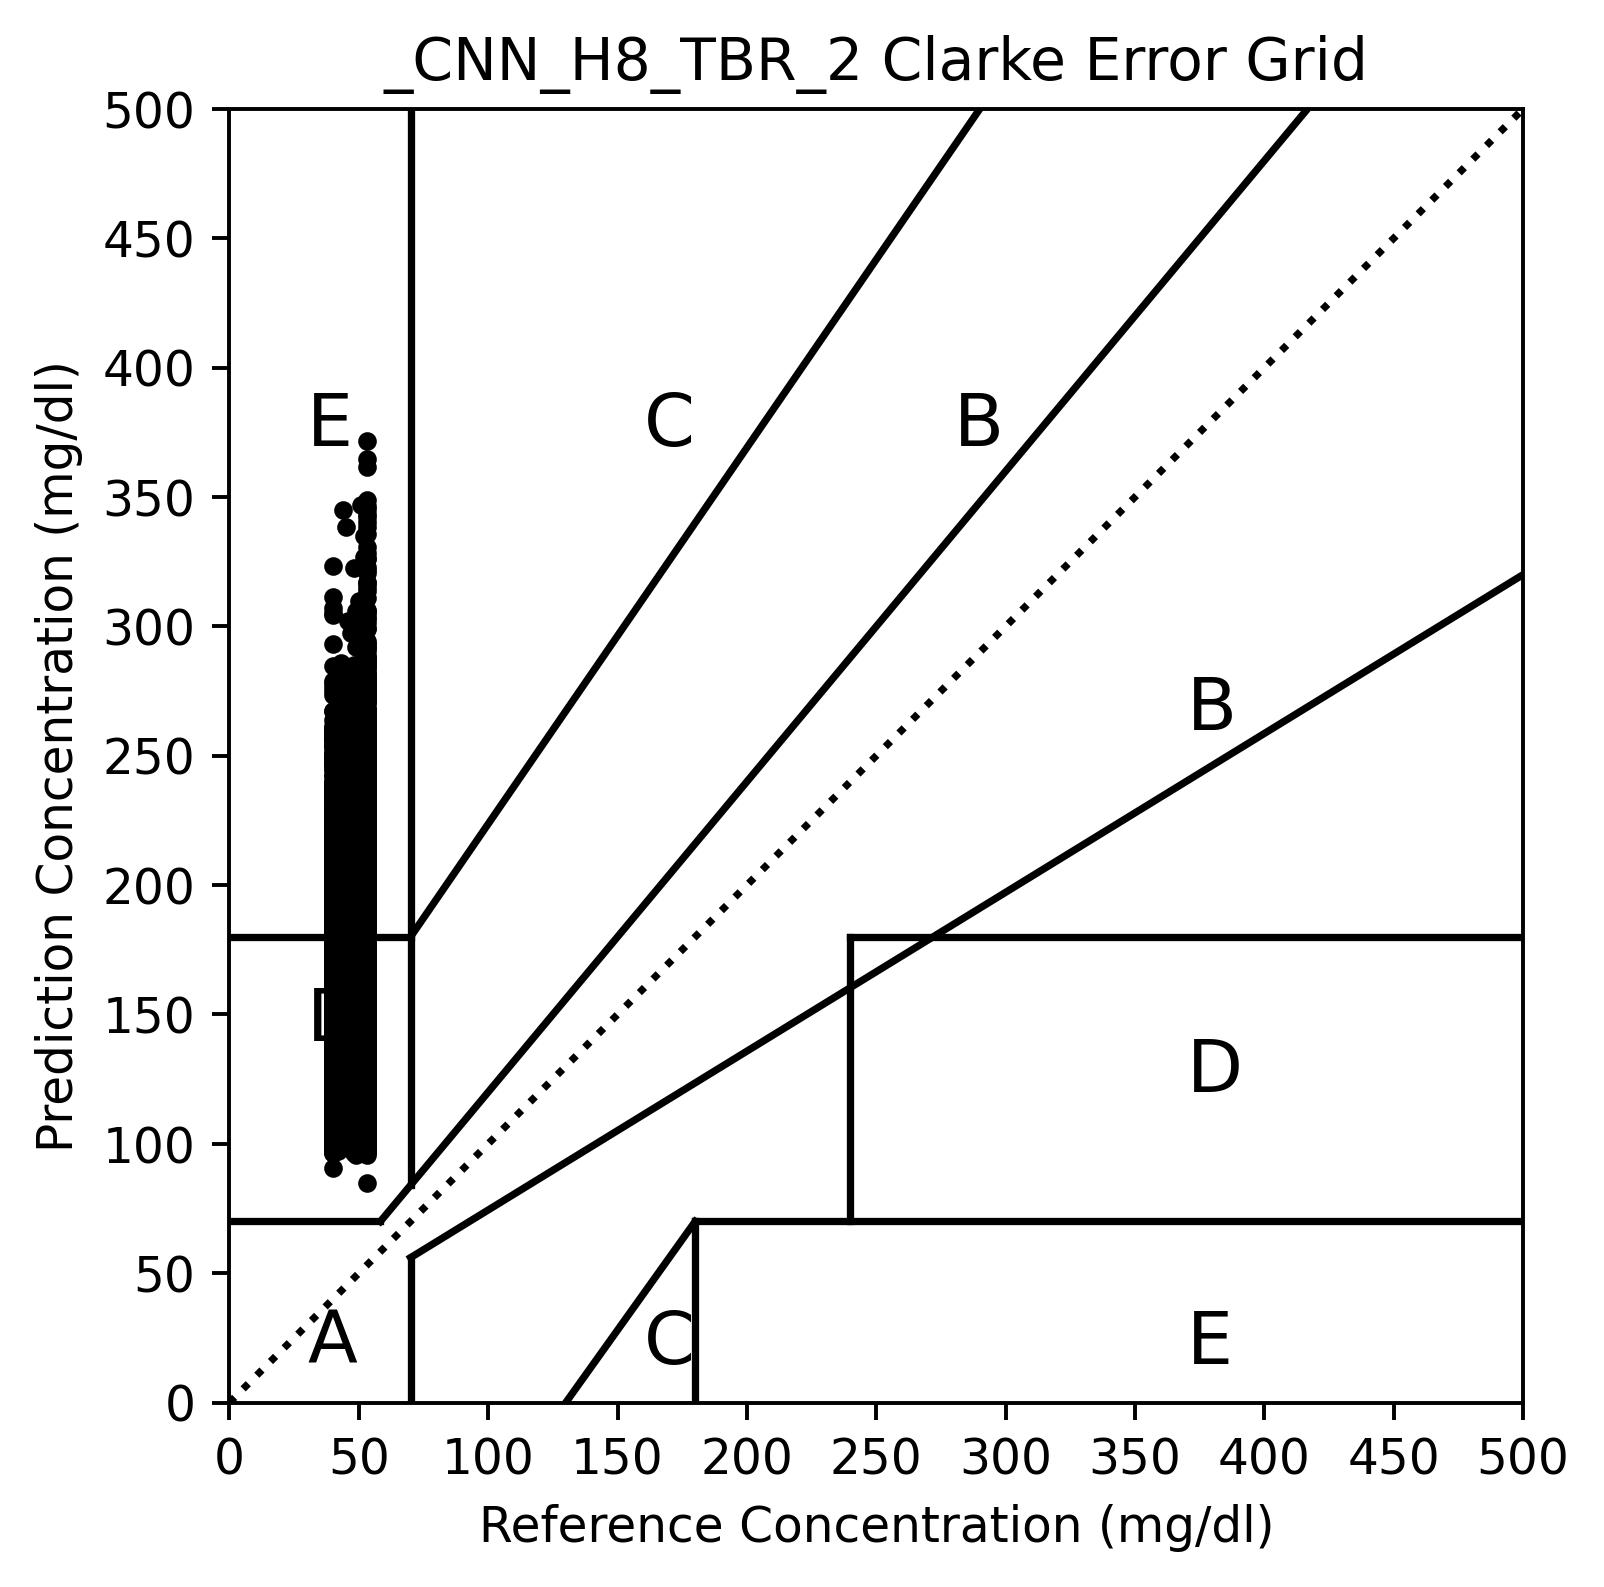 _CNN_H8_TBR_2 Clarke Error Grid
500
450
400
350
300
250
200
150
100
50
0
Prediction Concentration (mg/dl)
E
C
B
B
D
A
C
E
0 50 100 150 200 250 300 350 400 450 500
Reference Concentration (mg/dl)